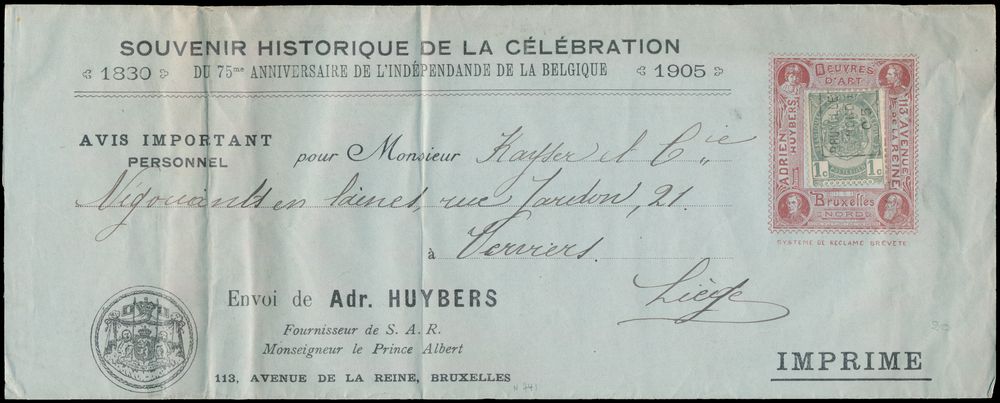 SOUVENIR HISTORIQUE DE LA CÉLÉBRATION
1830 DU 75me ANNIVERSAIRE DE L'INDÉPENDANDE DE LA BELGIQUE 1905
AVIS IMPORTANT
PERSONNEL
pour Monsieur Kayser et Cie
Négociants en laines, rue Jardon, 21.
à Verviers.
Liège
Envoi de Adr. HUYBERS
Fournisseur de S. A. R.
Monseigneur le Prince Albert
113, AVENUE DE LA REINE, BRUXELLES
IMPRIME
OEUVRES
D'ART
ADRIEN
HUYBERS
113 AVENUE
DE LA REINE
1c 1c
Bruxelles
NORD
SYSTÈME DE RÉCLAME BREVETÉ
N 741